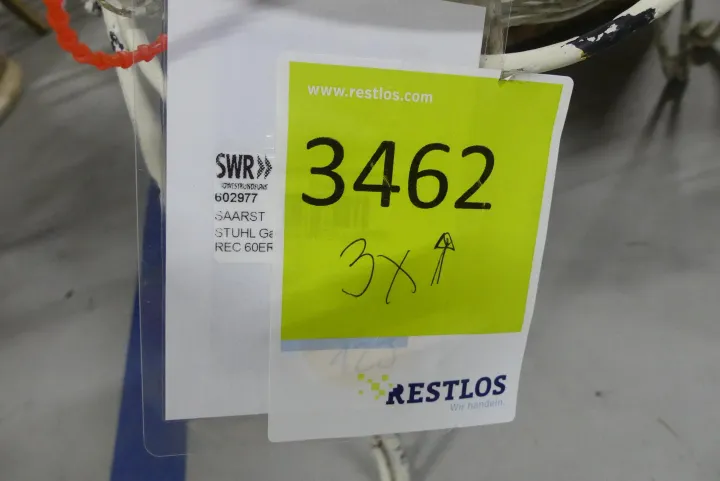 www.restlos.com
3462
3x
SWR
602977
SAARST
STUHL Ga
REC 60ER
RESTLOS
Wir handeln.